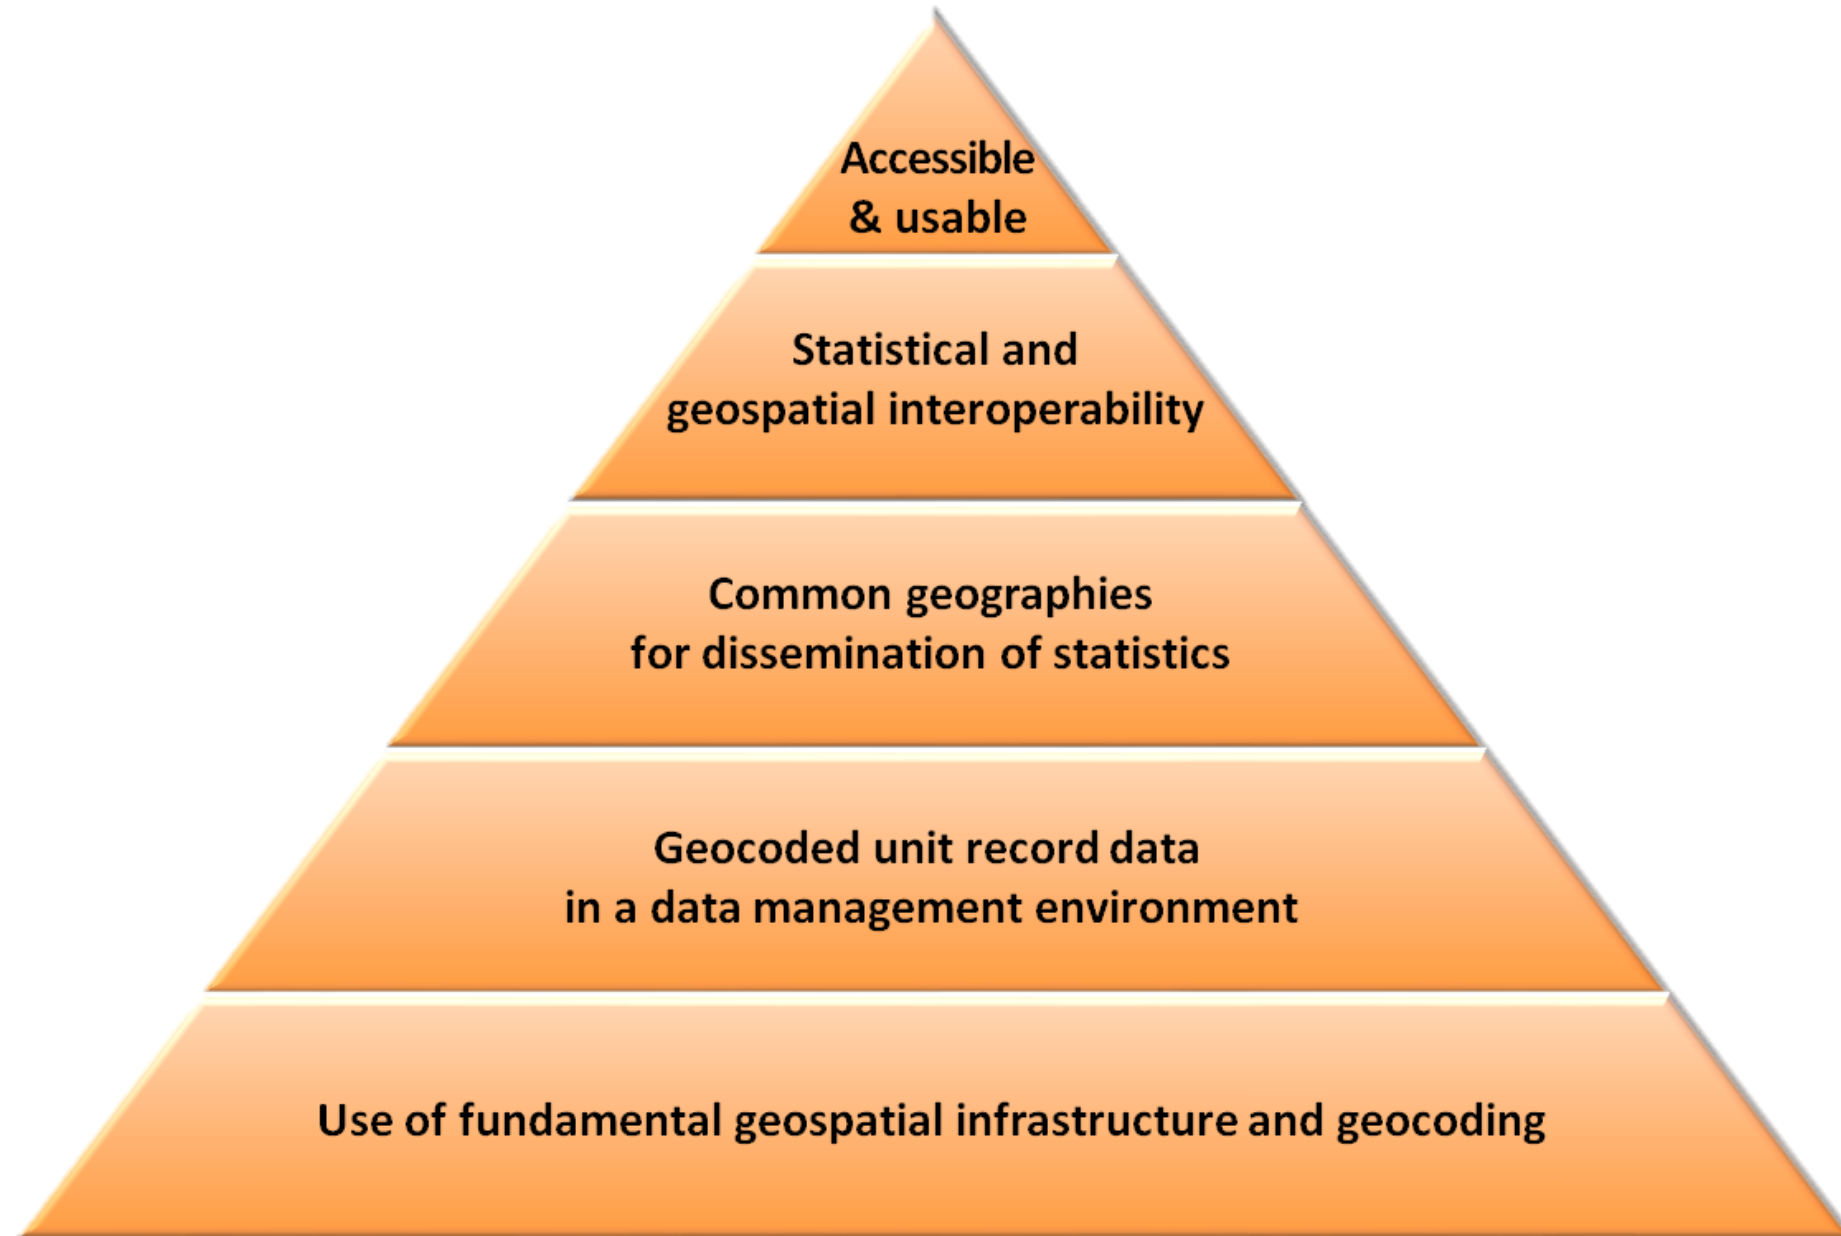 Accessible
& usable
Statistical and
geospatial interoperability
Common geographies
for dissemination of statistics
Geocoded unit record data
in a data management environment
Use of fundamental geospatial infrastructure and geocoding